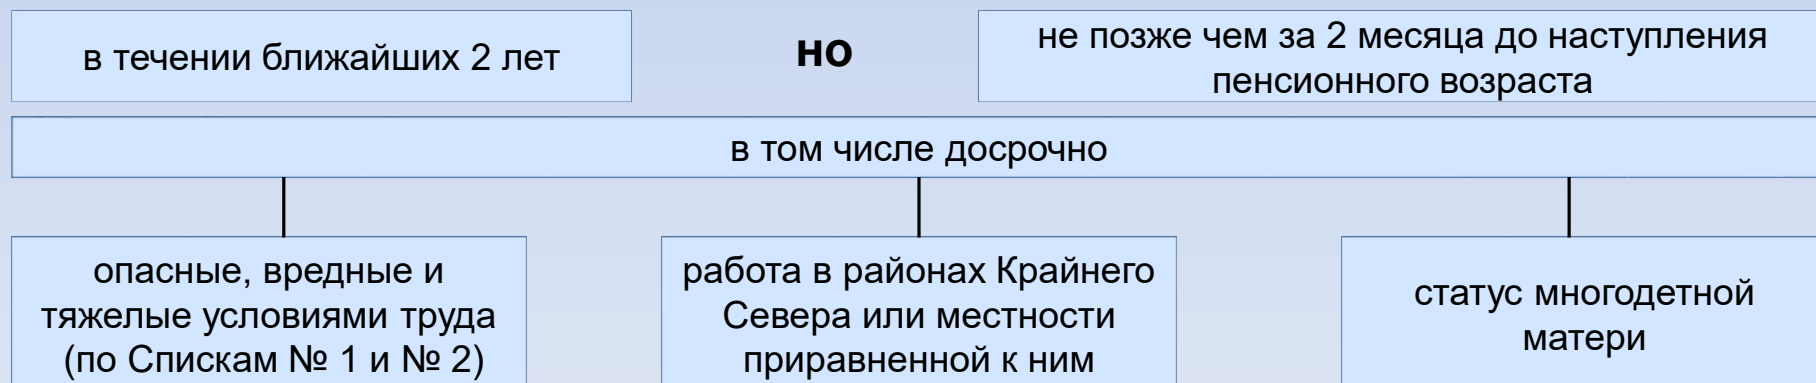 в течении ближайших 2 лет
но
не позже чем за 2 месяца до наступления
пенсионного возраста
в том числе досрочно
опасные, вредные и
тяжелые условиями труда
(по Спискам № 1 и № 2)
работа в районах Крайнего
Севера или местности
приравненной к ним
статус многодетной
матери